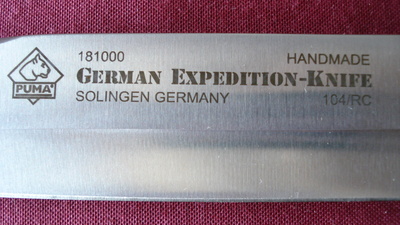 PUMA
181000 HANDMADE
GERMAN EXPEDITION-KNIFE
SOLINGEN GERMANY 104/RC